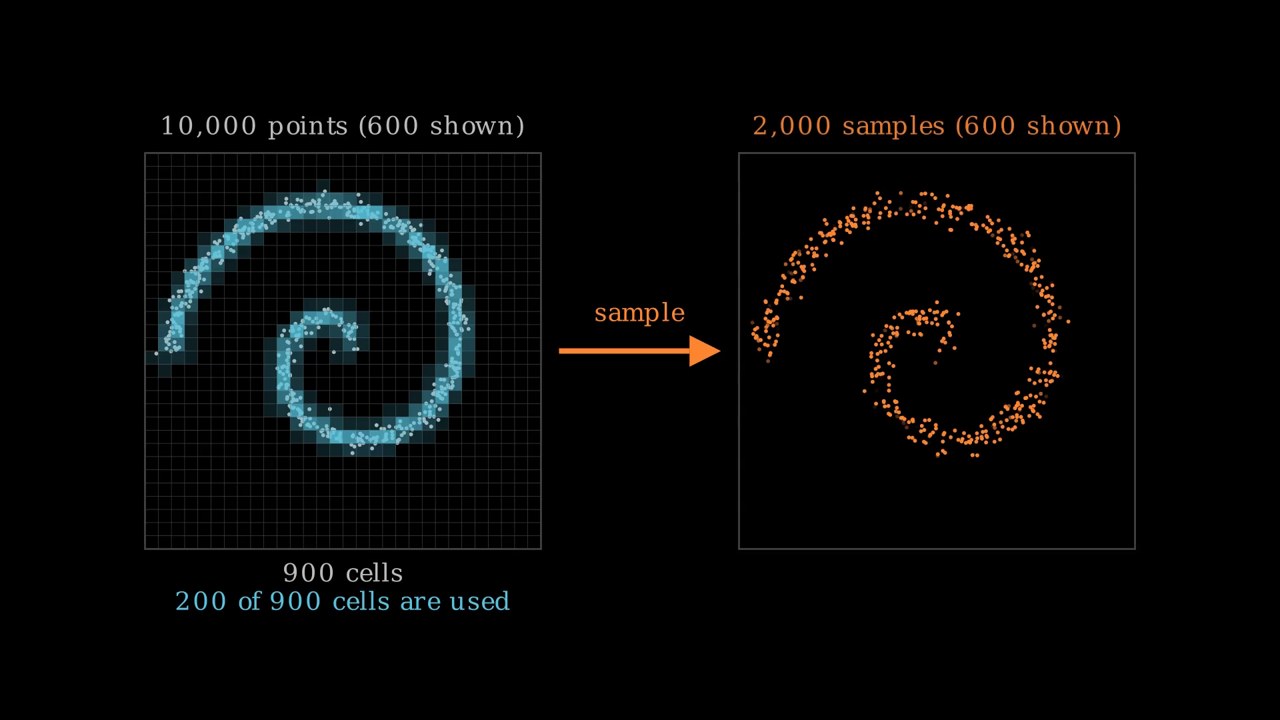 10,000 points (600 shown)
2,000 samples (600 shown)
sample
900 cells
200 of 900 cells are used